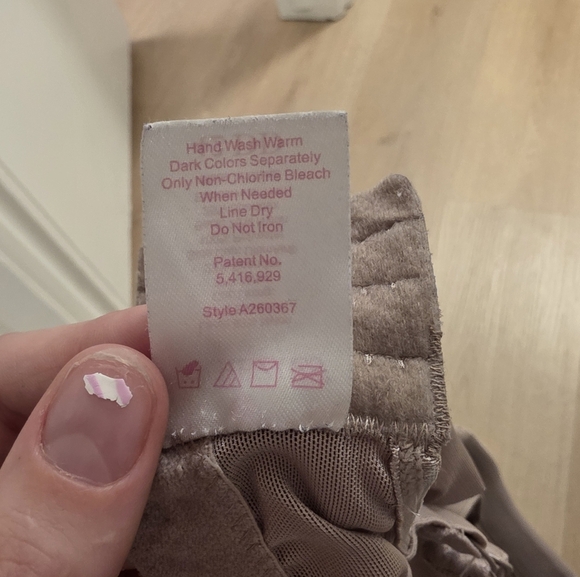 Hand Wash Warm
Dark Colors Separately
Only Non-Chlorine Bleach
When Needed
Line Dry
Do Not Iron
Patent No.
5,416,929
Style A260367